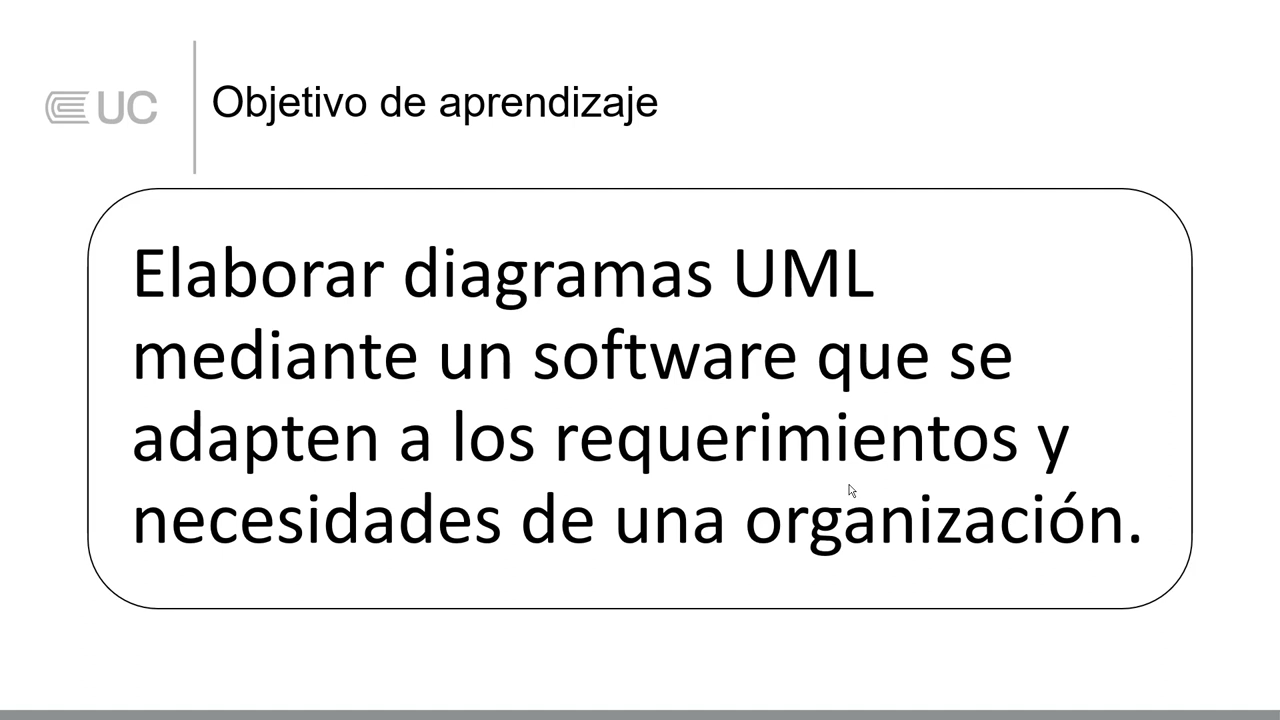 UC
Objetivo de aprendizaje
Elaborar diagramas UML
mediante un software que se
adapten a los requerimientos y
necesidades de una organización.